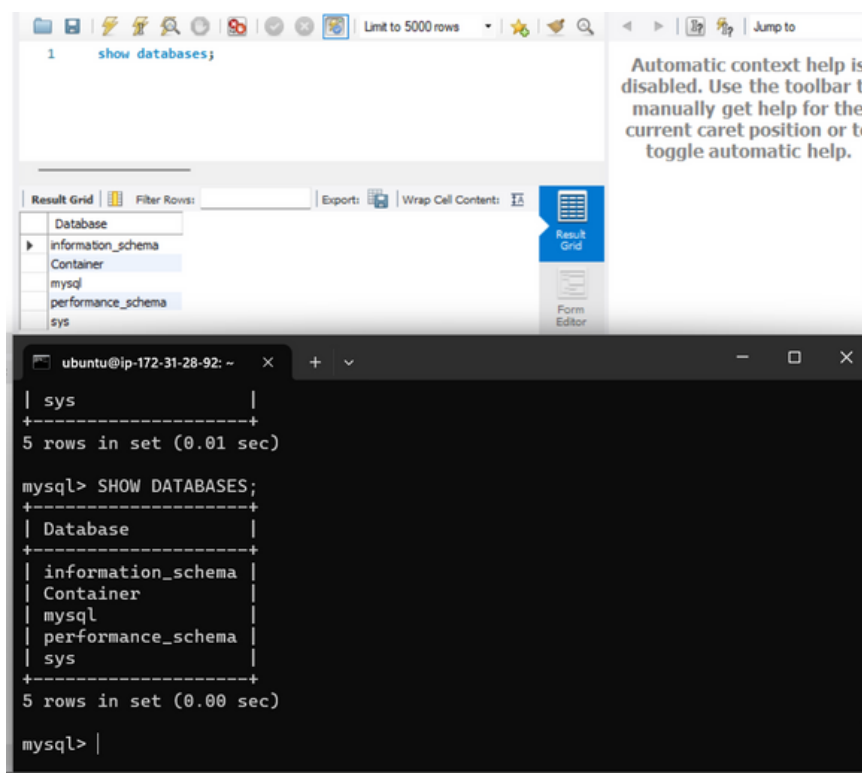 Limit to 5000 rows
Jump to
1 show databases;
Automatic context help is
disabled. Use the toolbar t
manually get help for the
current caret position or to
toggle automatic help.
Result Grid Filter Rows: Export: Wrap Cell Content: IA
Result
Grid
Form
Editor
Database
information_schema
Container
mysql
performance_schema
sys
ubuntu@ip-172-31-28-92: ~
| sys                |
+--------------------+
5 rows in set (0.01 sec)
mysql> SHOW DATABASES;
+--------------------+
| Database           |
+--------------------+
| information_schema |
| Container          |
| mysql              |
| performance_schema |
| sys                |
+--------------------+
5 rows in set (0.00 sec)
mysql>